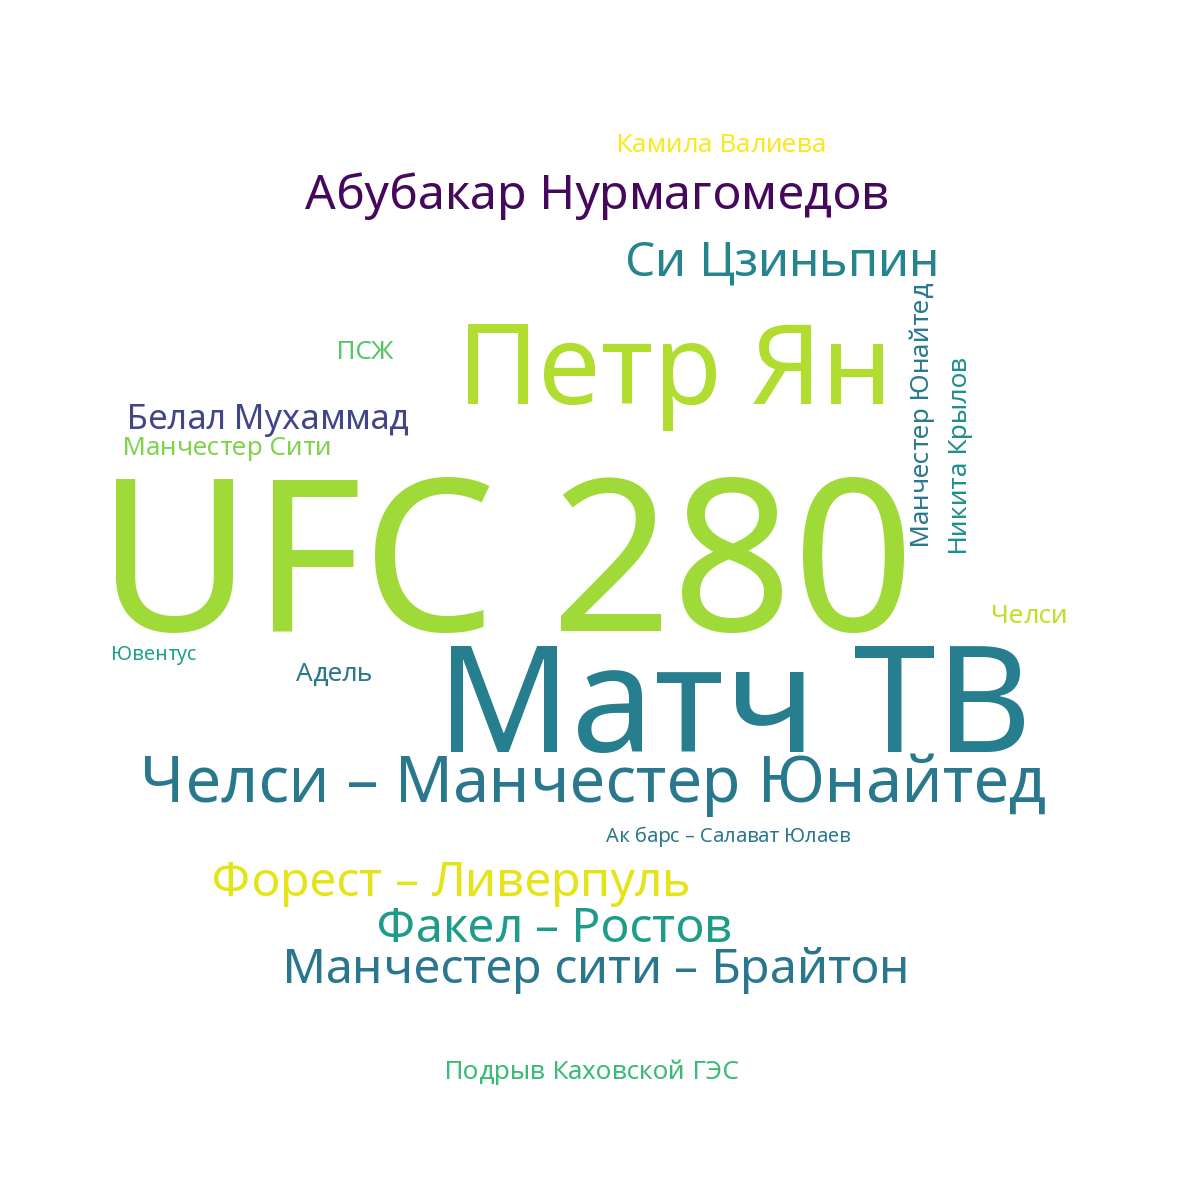 Камила Валиева
Абубакар Нурмагомедов
Си Цзиньпин
Манчестер Юнайтед
Петр Ян
ПСЖ
Никита Крылов
Белал Мухаммад
Манчестер Сити
UFC 280
Челси
Ювентус
Адель
Матч ТВ
Челси – Манчестер Юнайтед
Ак барс – Салават Юлаев
Форест – Ливерпуль
Факел – Ростов
Манчестер сити – Брайтон
Подрыв Каховской ГЭС